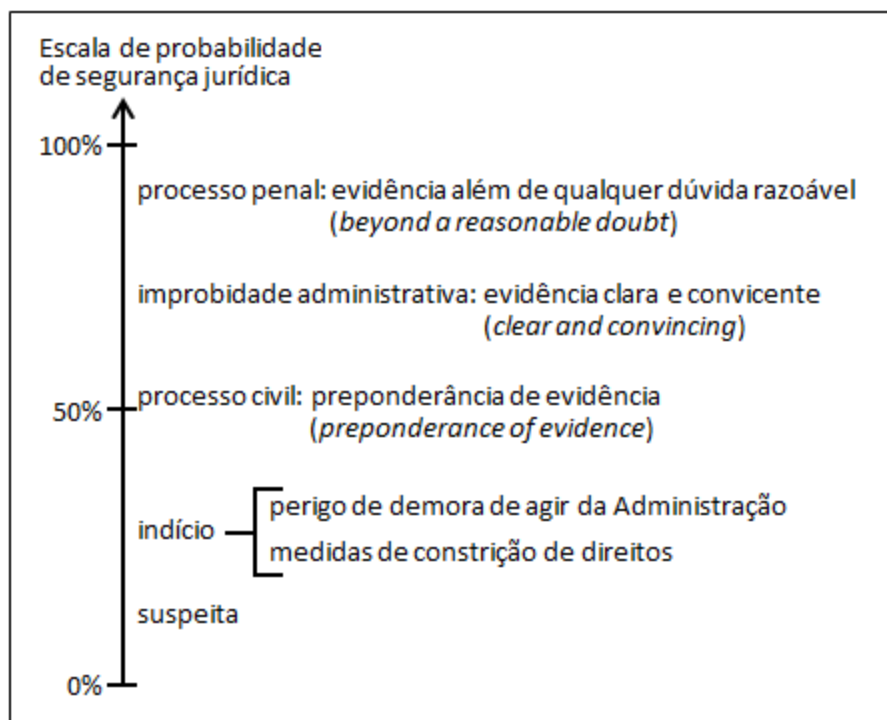 Escala de probabilidade
de segurança jurídica
100%
processo penal: evidência além de qualquer dúvida razoável
(beyond a reasonable doubt)
improbidade administrativa: evidência clara e convicente
(clear and convincing)
50%
processo civil: preponderância de evidência
(preponderance of evidence)
perigo de demora de agir da Administração
indício
medidas de constrição de direitos
suspeita
0%